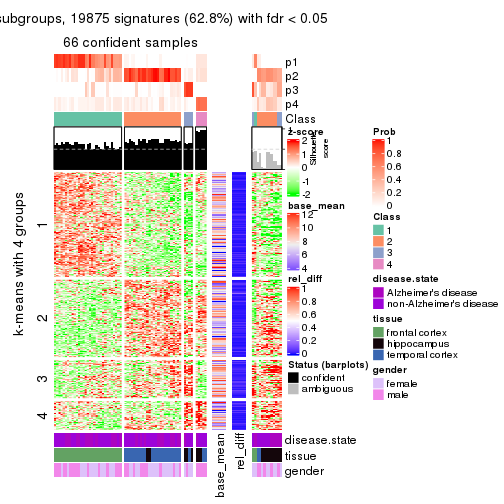 subgroups, 19875 signatures (62.8%) with fdr < 0.05
66 confident samples
p1
p2
p3
p4
Class
k-means with 4 groups
1
2
3
4
z-score
2
1
0
-1
-2
Silhouette
score
base_mean
12
10
8
6
4
rel_diff
1
0.8
0.6
0.4
0.2
0
Status (barplots)
confident
ambiguous
Prob
1
0.8
0.6
0.4
0.2
0
Class
1
2
3
4
disease.state
Alzheimer's disease
non-Alzheimer's disease
tissue
frontal cortex
hippocampus
temporal cortex
gender
female
male
disease.state
tissue
gender
base_mean
rel_diff